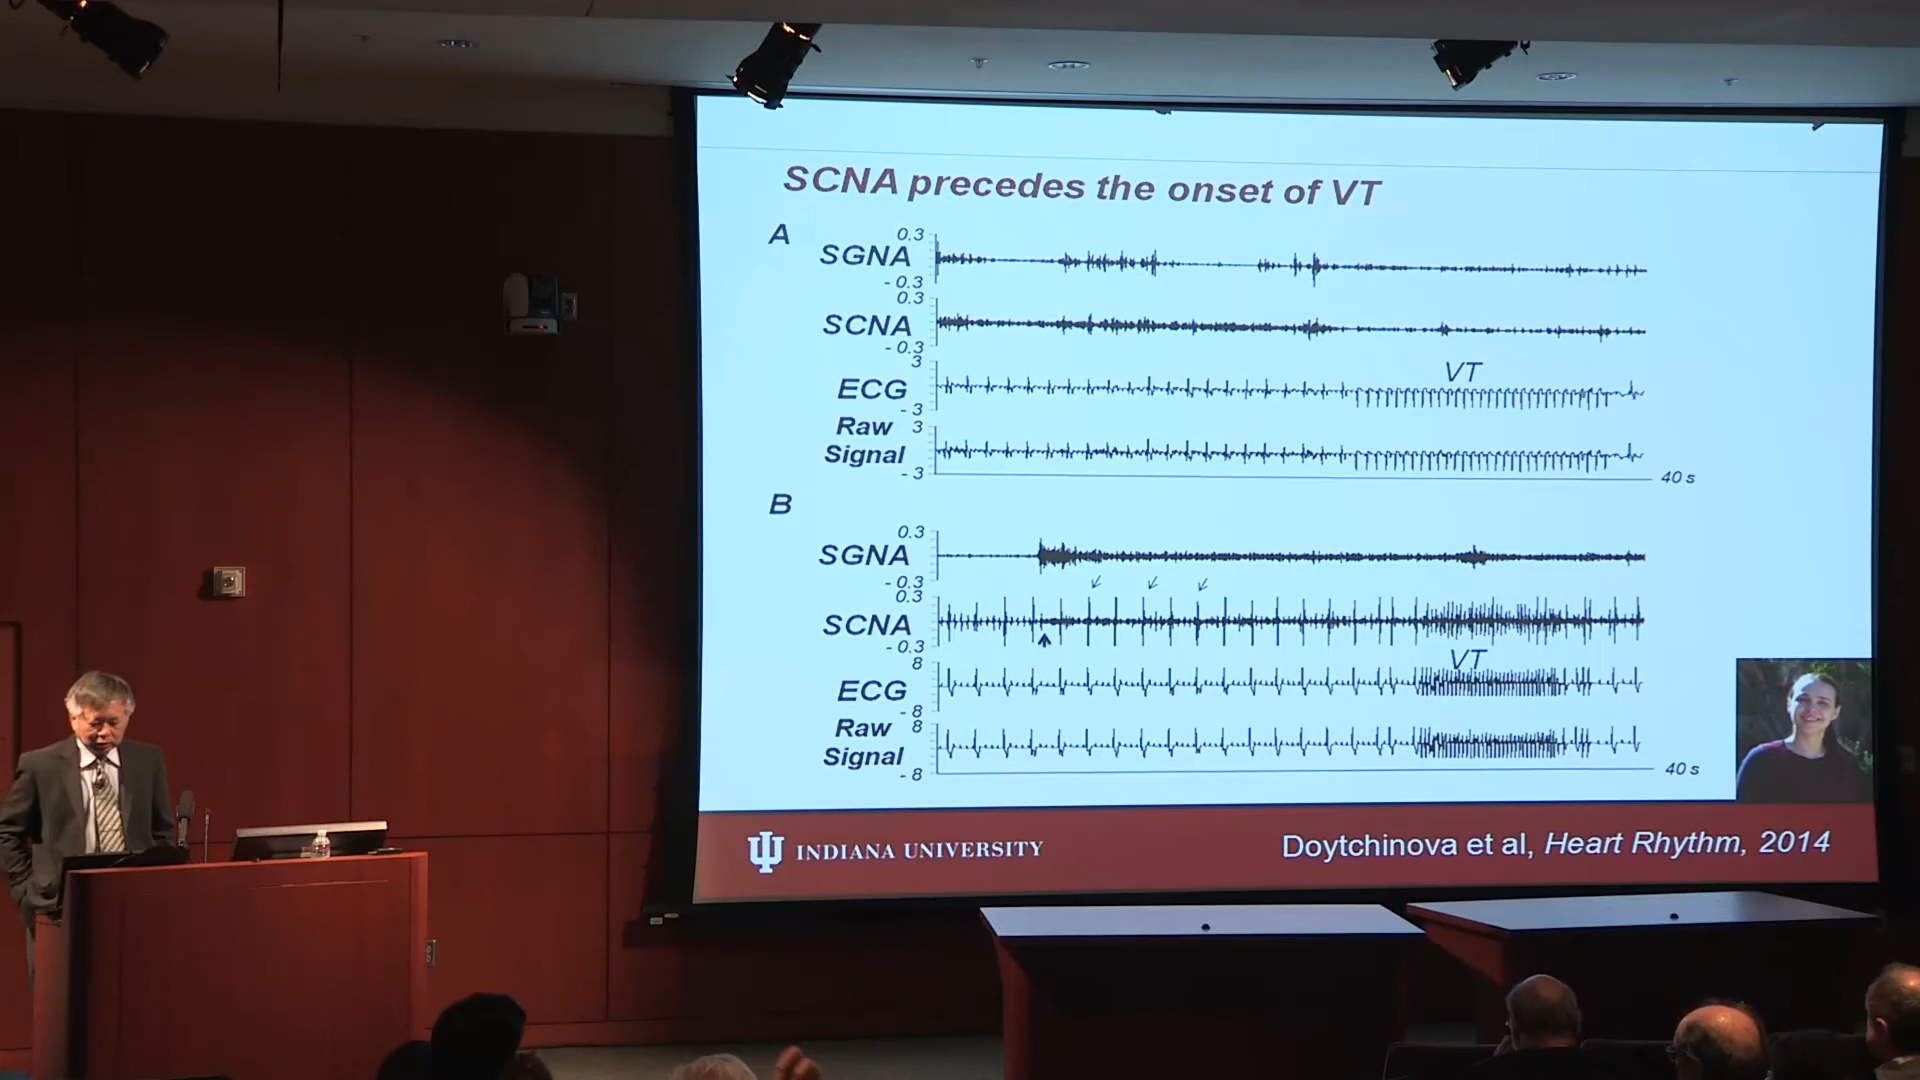 SCNA precedes the onset of VT
A
0.3
SGNA
- 0.3
0.3
SCNA
- 0.3
3
VT
ECG
- 3
Raw 3
Signal
- 3
40 s
B
0.3
SGNA
- 0.3
0.3
SCNA
- 0.3
VT
8
ECG
- 8
Raw 8
Signal
- 8
40 s
INDIANA UNIVERSITY
Doytchinova et al, Heart Rhythm, 2014